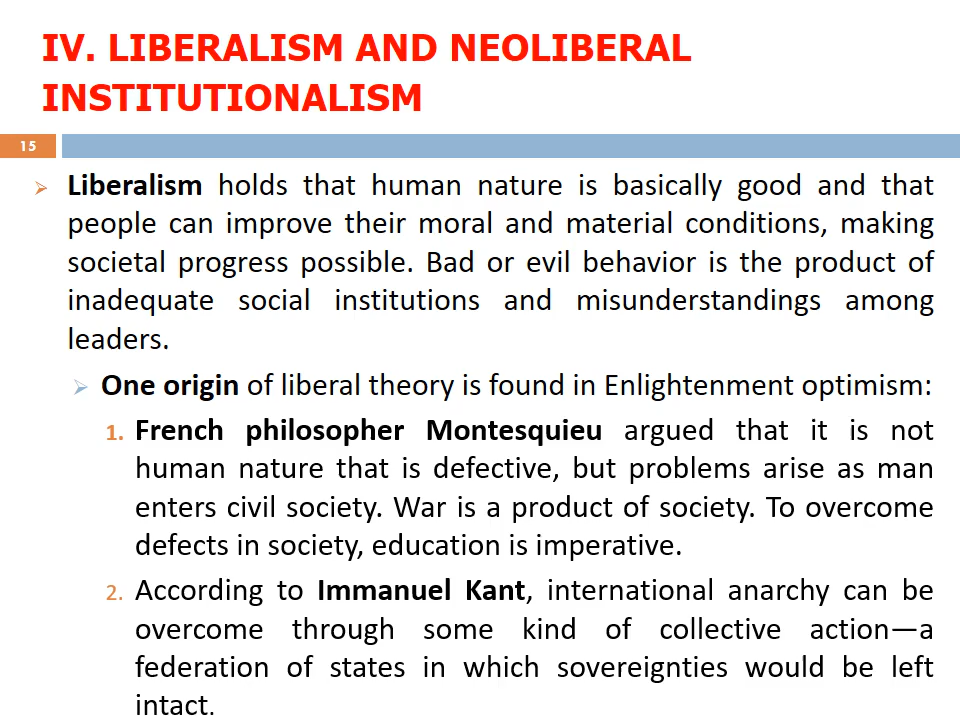 IV. LIBERALISM AND NEOLIBERAL
INSTITUTIONALISM
15
Liberalism holds that human nature is basically good and that
people can improve their moral and material conditions, making
societal progress possible. Bad or evil behavior is the product of
inadequate social institutions and misunderstandings among
leaders.
One origin of liberal theory is found in Enlightenment optimism:
1. French philosopher Montesquieu argued that it is not
human nature that is defective, but problems arise as man
enters civil society. War is a product of society. To overcome
defects in society, education is imperative.
2. According to Immanuel Kant, international anarchy can be
overcome through some kind of collective action—a
federation of states in which sovereignties would be left
intact.